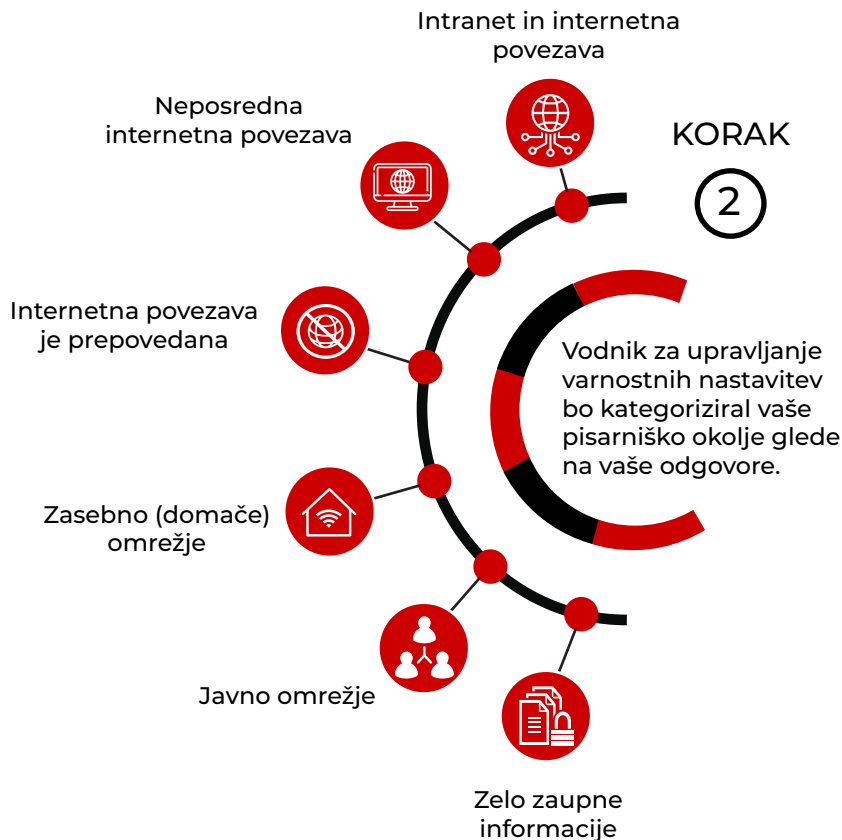 Intranet in internetna
povezava
Neposredna
internetna povezava
KORAK
2
Internetna povezava
je prepovedana
Vodnik za upravljanje
varnostnih nastavitev
bo kategoriziral vaše
pisarniško okolje glede
na vaše odgovore.
Zasebno (domače)
omrežje
Javno omrežje
Zelo zaupne
informacije